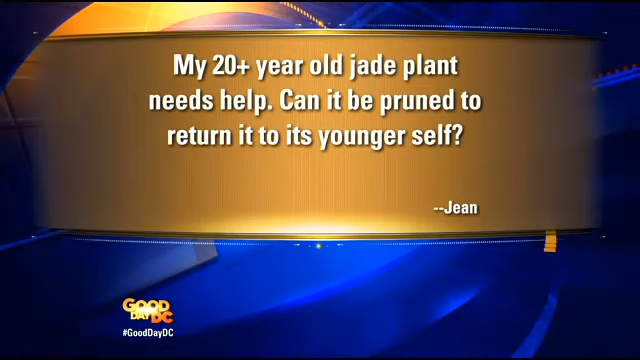 My 20+ year old jade plant
needs help. Can it be pruned to
return it to its younger self?
--Jean
GOOD
DAY DC
#GoodDayDC